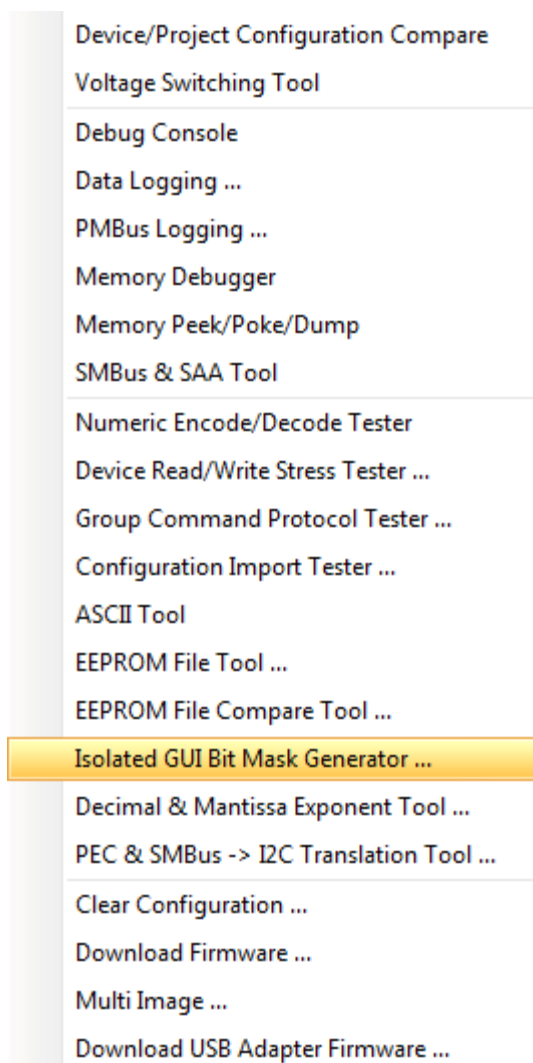 Device/Project Configuration Compare
Voltage Switching Tool
Debug Console
Data Logging ...
PMBus Logging ...
Memory Debugger
Memory Peek/Poke/Dump
SMBus & SAA Tool
Numeric Encode/Decode Tester
Device Read/Write Stress Tester ...
Group Command Protocol Tester ...
Configuration Import Tester ...
ASCII Tool
EEPROM File Tool ...
EEPROM File Compare Tool ...
Isolated GUI Bit Mask Generator ...
Decimal & Mantissa Exponent Tool ...
PEC & SMBus -> I2C Translation Tool ...
Clear Configuration ...
Download Firmware ...
Multi Image ...
Download USB Adapter Firmware ...